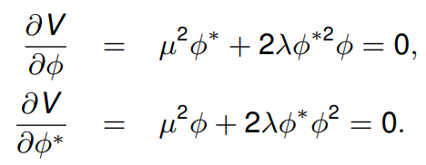 ∂V/∂ϕ = μ²ϕ* + 2λϕ*²ϕ = 0,
∂V/∂ϕ* = μ²ϕ + 2λϕ*ϕ² = 0.